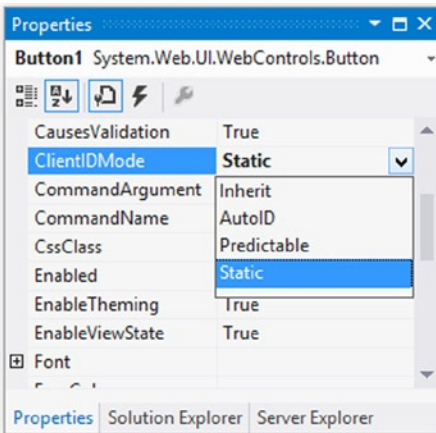 Properties
Button1 System.Web.UI.WebControls.Button
CausesValidation True
ClientIDMode Static
Inherit
CommandArgument
AutoID
CommandName
Predictable
CssClass
Static
Enabled
EnableTheming True
EnableViewState True
Font
Properties Solution Explorer Server Explorer